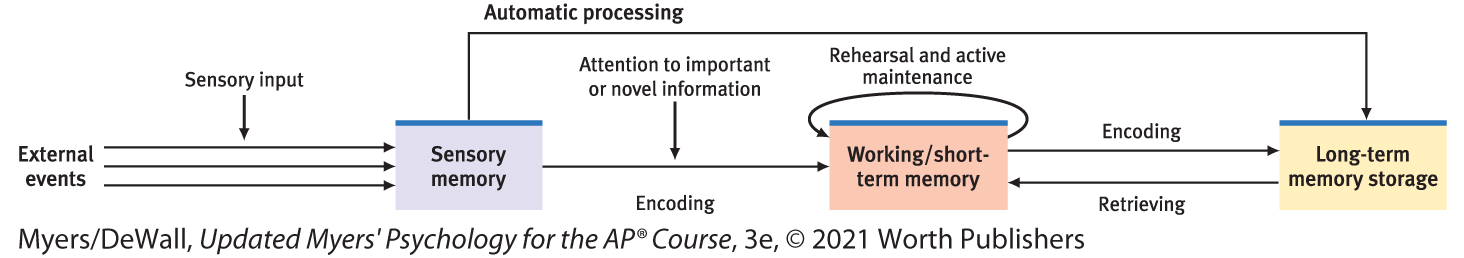 Automatic processing
Sensory input
Attention to important
or novel information
Rehearsal and active
maintenance
External
events
Sensory
memory
Encoding
Working/short-
term memory
Encoding
Retrieving
Long-term
memory storage
Myers/DeWall, Updated Myers' Psychology for the AP® Course, 3e, © 2021 Worth Publishers